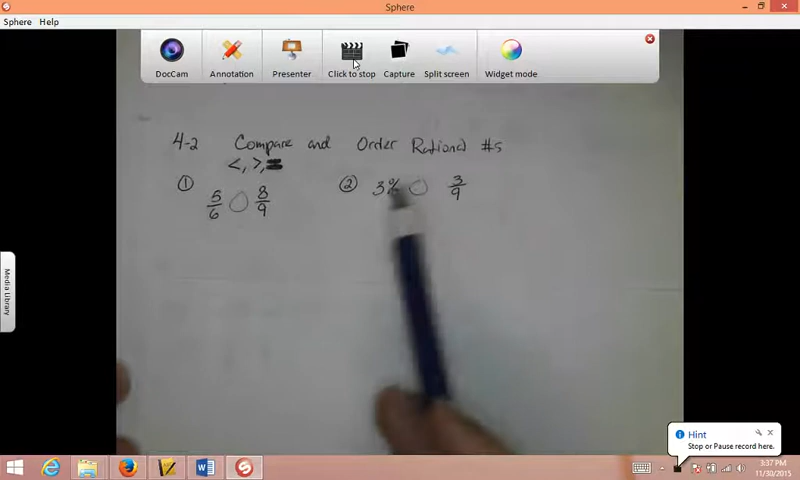 Sphere
Sphere Help
DocCam Annotation Presenter Click to stop Capture Split screen Widget mode
4-2 Compare and Order Rational #s
<, >, =
① 5/6 ○ 8/9 ② 3% ○ 3/9
Media Library
Hint
Stop or Pause record here.
3:37 PM
11/30/2015